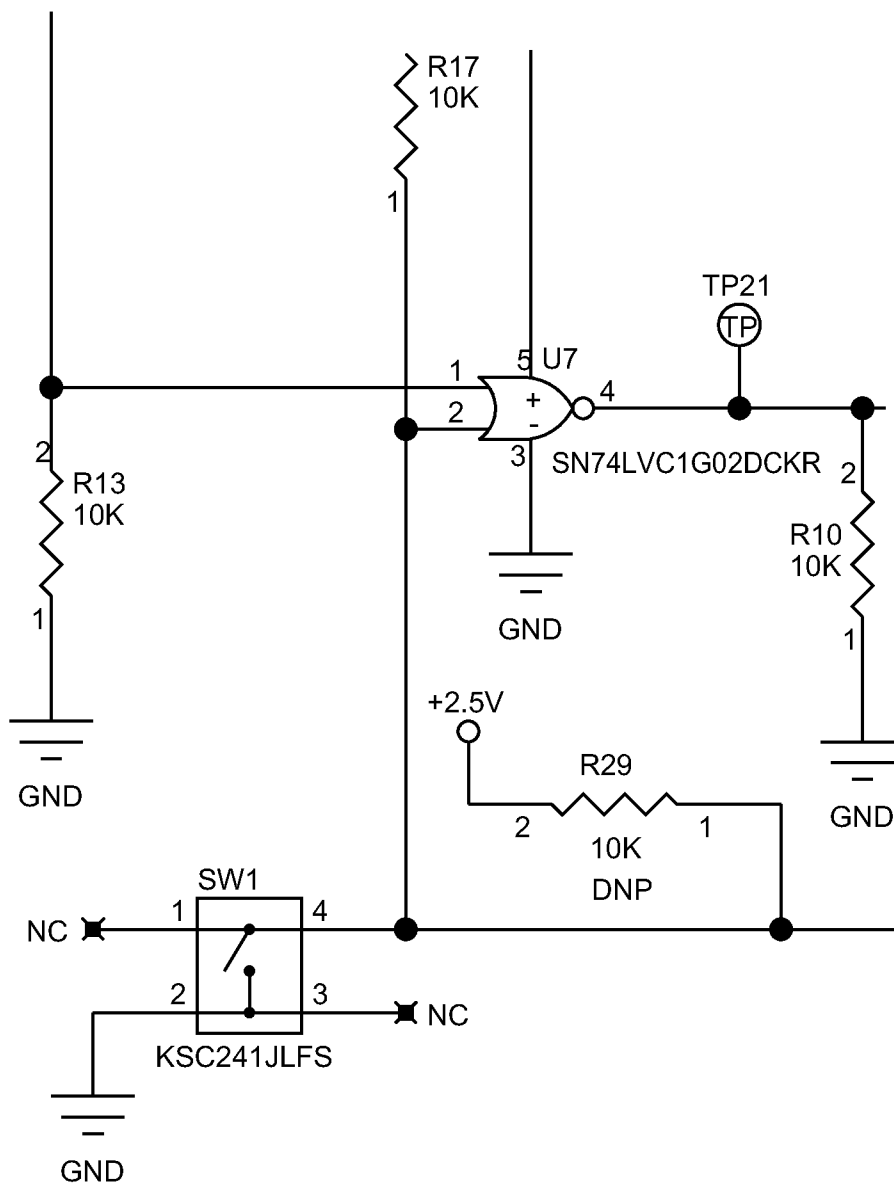 R17
10K
1
TP21
TP
5
U7
1
4
+
2
-
3
SN74LVC1G02DCKR
2
R13
10K
2
R10
10K
1
GND
1
+2.5V
R29
GND
2
1
GND
10K
DNP
SW1
1
4
NC
2
3
NC
KSC241JLFS
GND